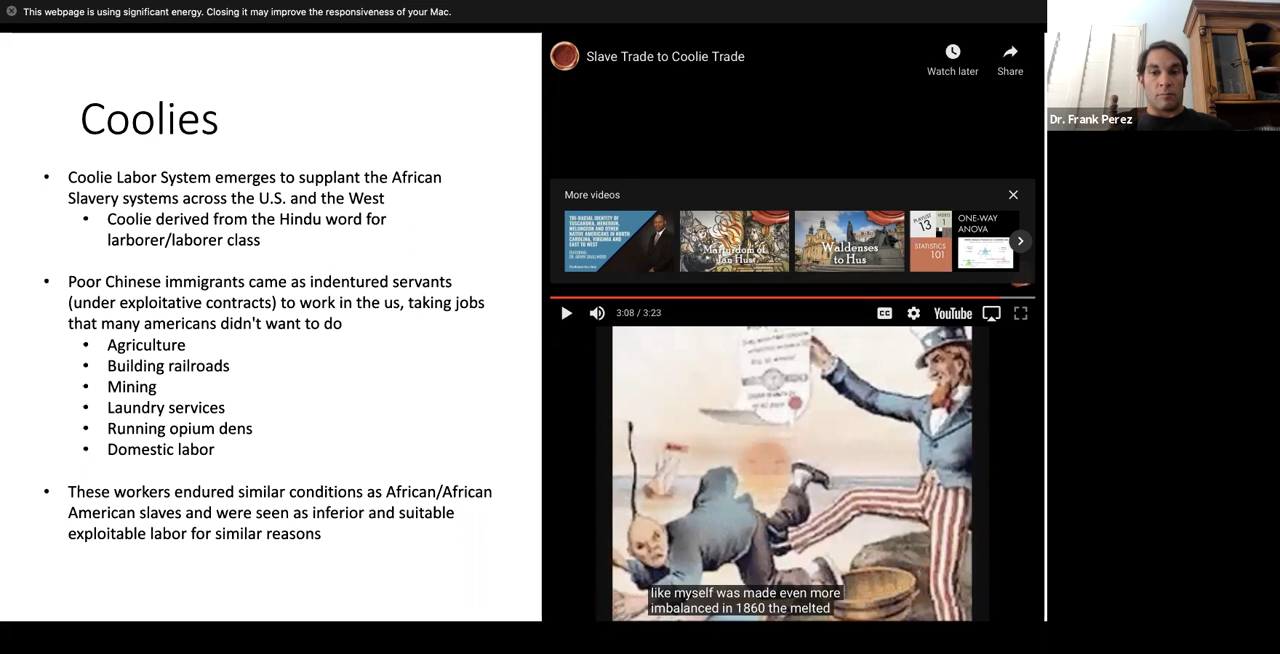 This webpage is using significant energy. Closing it may improve the responsiveness of your Mac.
Coolies
• Coolie Labor System emerges to supplant the African
Slavery systems across the U.S. and the West
• Coolie derived from the Hindu word for
larborer/laborer class
• Poor Chinese immigrants came as indentured servants
(under exploitative contracts) to work in the us, taking jobs
that many americans didn't want to do
• Agriculture
• Building railroads
• Mining
• Laundry services
• Running opium dens
• Domestic labor
• These workers endured similar conditions as African/African
American slaves and were seen as inferior and suitable
exploitable labor for similar reasons
Slave Trade to Coolie Trade
Watch later
Share
More videos
TRI-RACIAL IDENTITY OF
TUSCARORA, MEHERRIN,
MELUNGEON AND OTHER
NATIVE AMERICANS IN NORTH
CAROLINA, VIRGINIA AND
EAST TO WEST
Martyrdom of
Jan Hus
Waldenses
to Hus
PLAYLIST
13
VIDEO
1
STATISTICS
101
ONE-WAY
ANOVA
3:08 / 3:23
CC
YouTube
like myself was made even more
imbalanced in 1860 the melted
Dr. Frank Perez